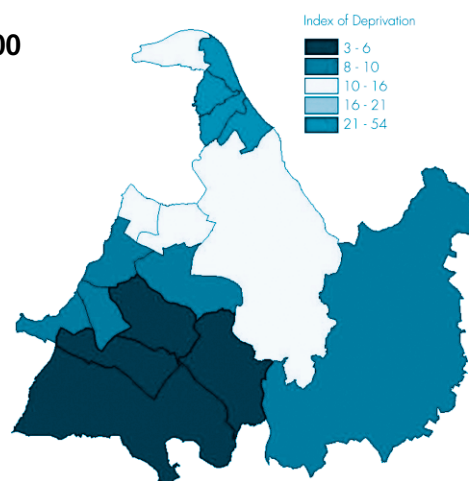 00
Index of Deprivation
3 - 6
8 - 10
10 - 16
16 - 21
21 - 54